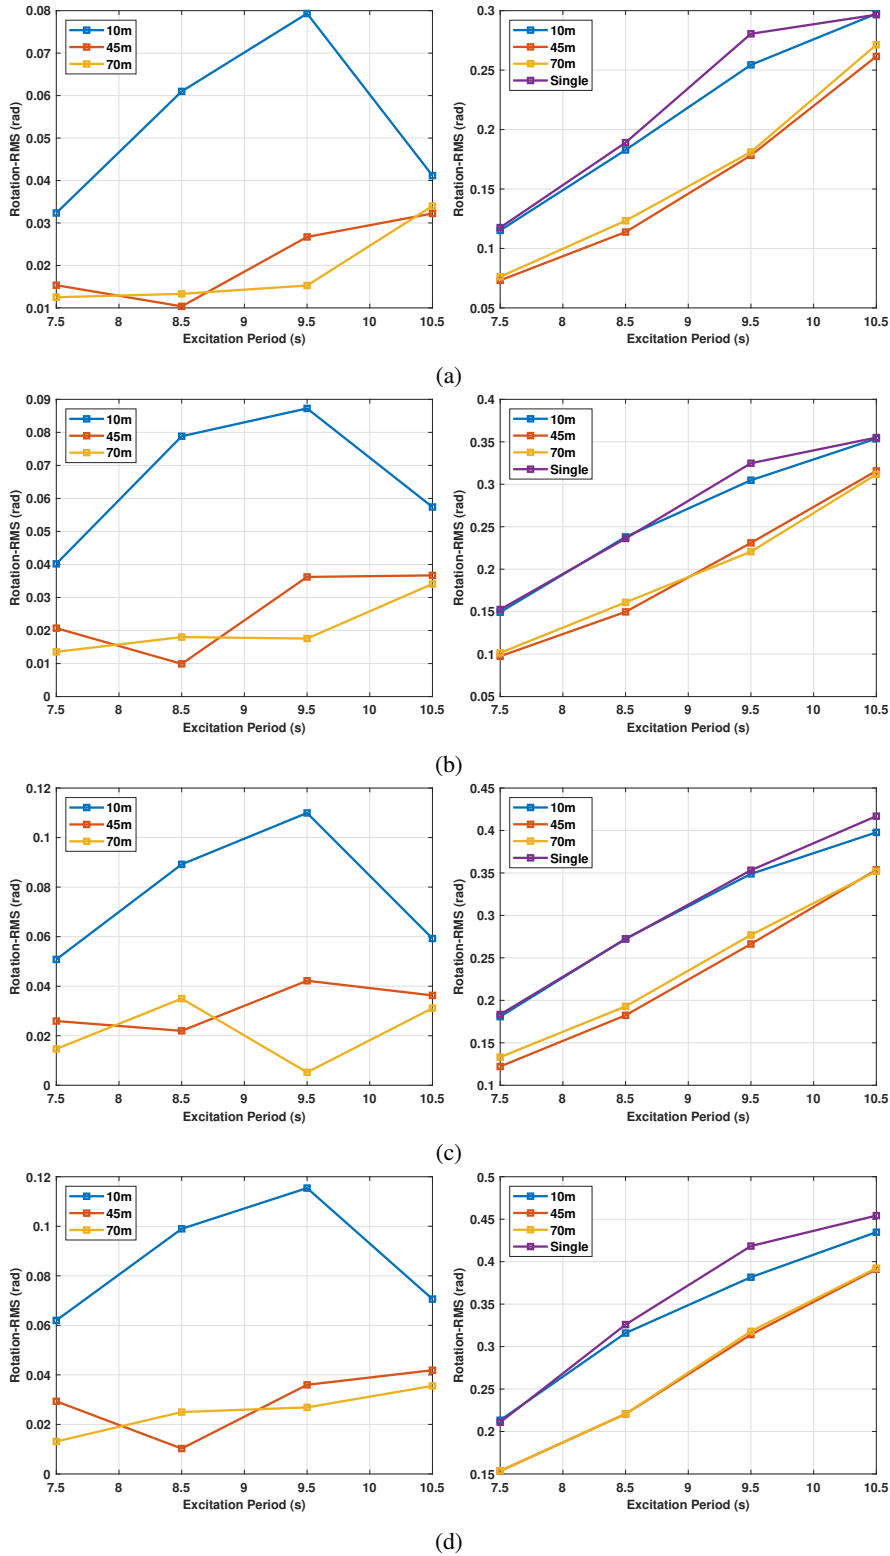 0.08
0.06
0.04
0.03
0.01
0.01
Rotation-RMS (rad)
10m
45m
70m
7.5 8 8.5 9 9.5 10 10.5
Excitation Period (s)
0.3
0.25
0.2
0.15
0.1
0.05
Rotation-RMS (rad)
10m
45m
70m
Single
7.5 8 8.5 9 9.5 10 10.5
Excitation Period (s)
(a)
0.09
0.08
0.07
0.06
0.05
0.04
0.03
0.02
0.01
0
Rotation-RMS (rad)
10m
45m
70m
7.5 8 8.5 9 9.5 10 10.5
Excitation Period (s)
0.4
0.35
0.3
0.25
0.2
0.15
0.1
0.05
Rotation-RMS (rad)
10m
45m
70m
Single
7.5 8 8.5 9 9.5 10 10.5
Excitation Period (s)
(b)
0.12
0.1
0.08
0.06
0.04
0.02
0
Rotation-RMS (rad)
10m
45m
70m
7.5 8 8.5 9 9.5 10 10.5
Excitation Period (s)
0.45
0.4
0.35
0.3
0.25
0.2
0.15
0.1
Rotation-RMS (rad)
10m
45m
70m
Single
7.5 8 8.5 9 9.5 10 10.5
Excitation Period (s)
(c)
0.12
0.1
0.08
0.06
0.04
0.02
0
Rotation-RMS (rad)
10m
45m
70m
7.5 8 8.5 9 9.5 10 10.5
Excitation Period (s)
0.5
0.45
0.4
0.35
0.3
0.25
0.2
0.15
Rotation-RMS (rad)
10m
45m
70m
Single
7.5 8 8.5 9 9.5 10 10.5
Excitation Period (s)
(d)